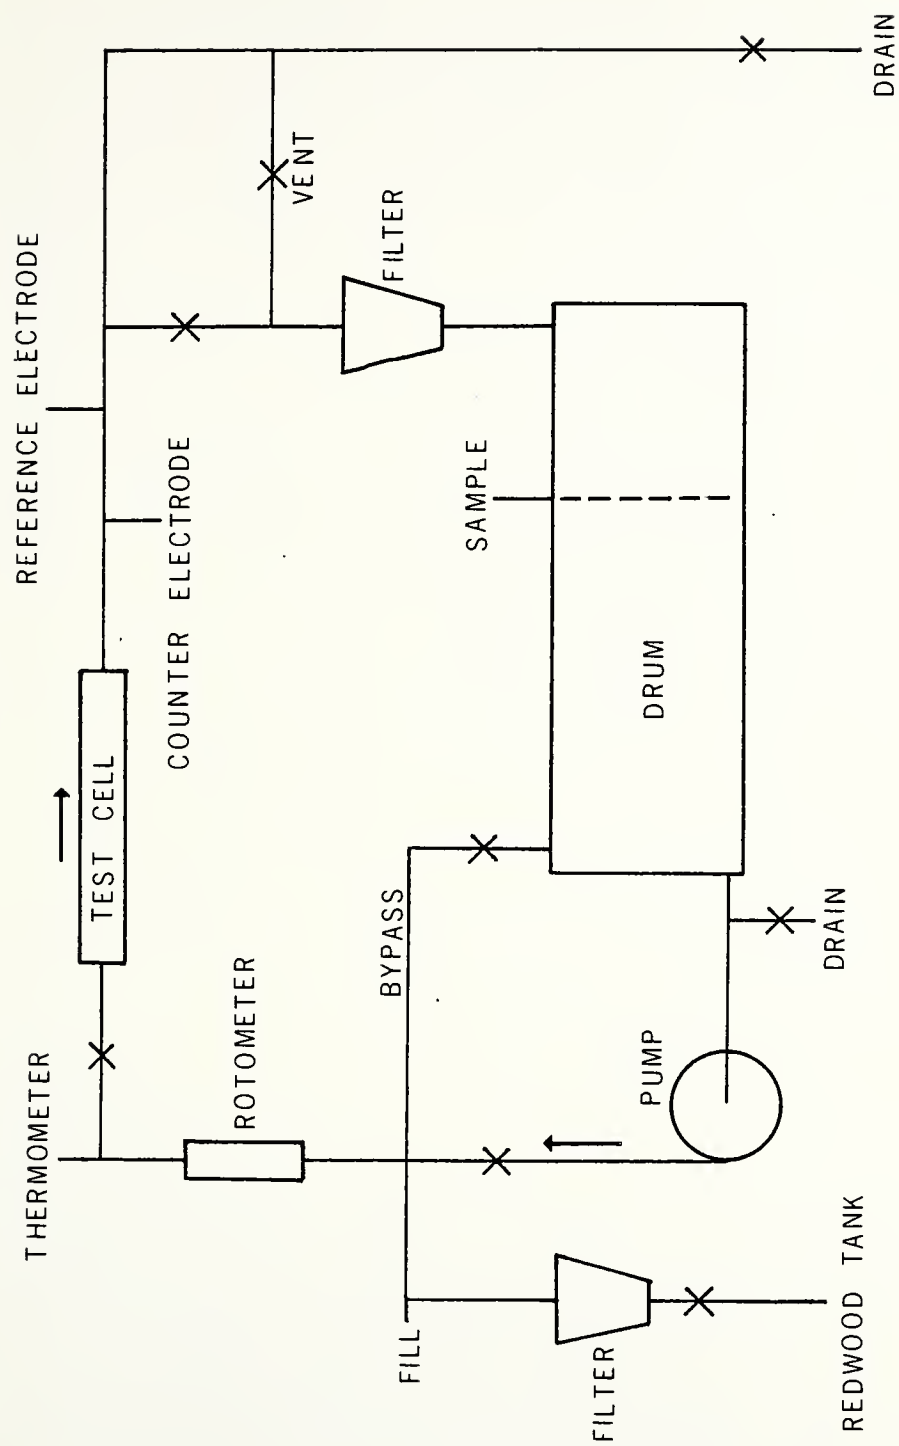 REFERENCE ELECTRODE
THERMOMETER
TEST CELL
COUNTER ELECTRODE
VENT
ROTOMETER
FILTER
BYPASS
SAMPLE
FILL
PUMP
DRUM
FILTER
DRAIN
DRAIN
REDWOOD TANK